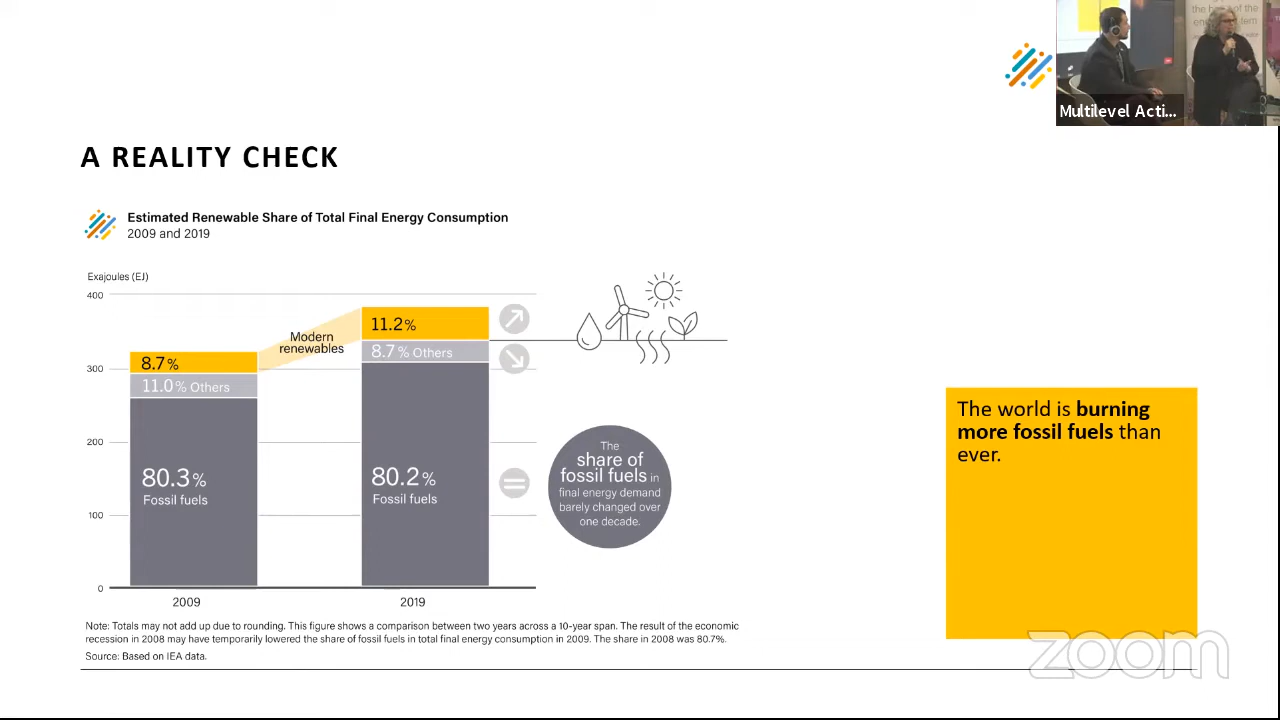 the heart of the
Multilevel Acti...
A REALITY CHECK
Estimated Renewable Share of Total Final Energy Consumption
2009 and 2019
Exajoules (EJ)
400
300
200
100
0
8.7%
11.0% Others
80.3%
Fossil fuels
2009
Modern
renewables
11.2%
8.7% Others
80.2%
Fossil fuels
2019
The
share of
fossil fuels in
final energy demand
barely changed over
one decade.
The world is burning
more fossil fuels than
ever.
Note: Totals may not add up due to rounding. This figure shows a comparison between two years across a 10-year span. The result of the economic
recession in 2008 may have temporarily lowered the share of fossil fuels in total final energy consumption in 2009. The share in 2008 was 80.7%.
Source: Based on IEA data.
zoom